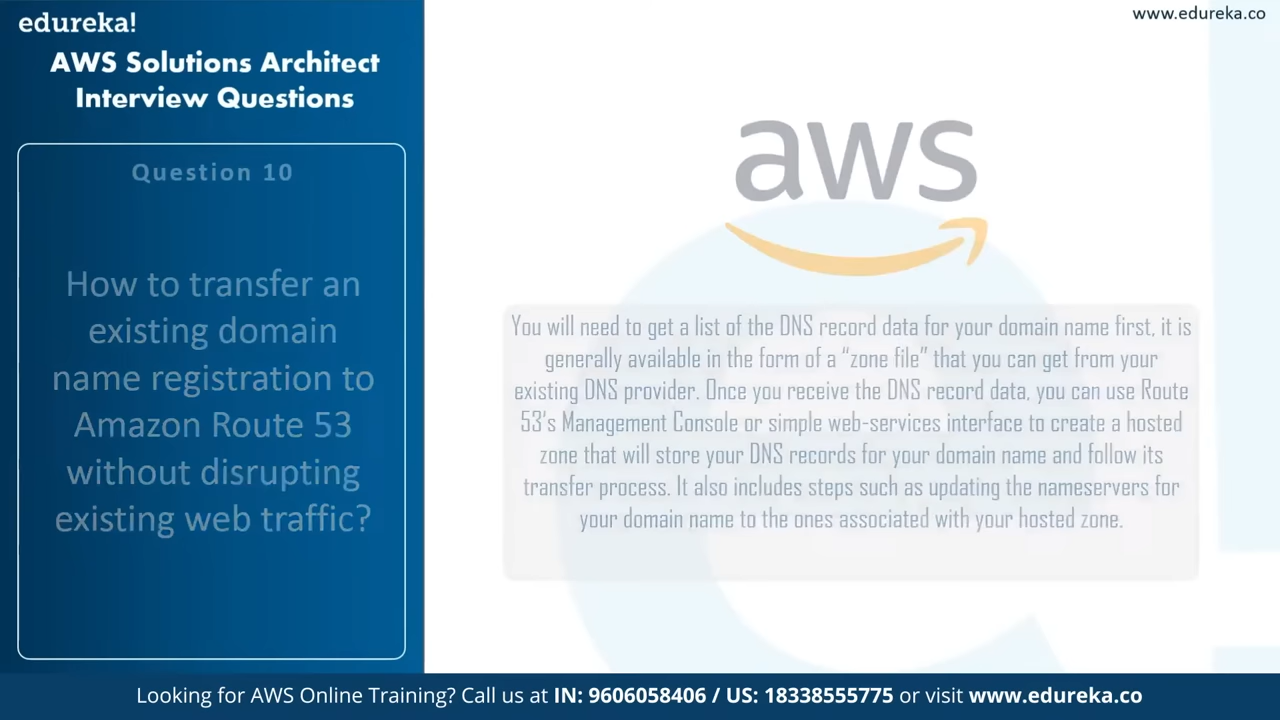 edureka!
www.edureka.co
AWS Solutions Architect
Interview Questions
Question 10
How to transfer an
existing domain
name registration to
Amazon Route 53
without disrupting
existing web traffic?
aws
You will need to get a list of the DNS record data for your domain name first, it is
generally available in the form of a “zone file” that you can get from your
existing DNS provider. Once you receive the DNS record data, you can use Route
53’s Management Console or simple web-services interface to create a hosted
zone that will store your DNS records for your domain name and follow its
transfer process. It also includes steps such as updating the nameservers for
your domain name to the ones associated with your hosted zone.
Looking for AWS Online Training? Call us at IN: 9606058406 / US: 18338555775 or visit www.edureka.co